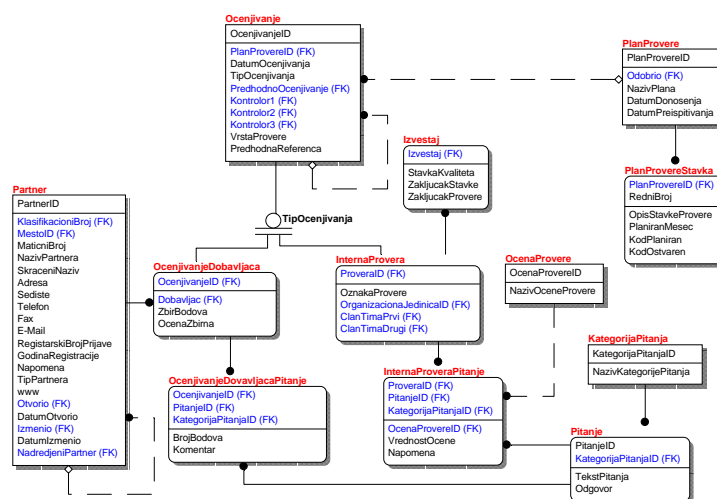 Ocenjivanje
OcenjivanjeID
PlanProvereID (FK)
DatumOcenjivanja
TipOcenjivanja
PredhodnoOcenjivanje (FK)
Kontrolor1 (FK)
Kontrolor2 (FK)
Kontrolor3 (FK)
VrstaProvere
PredhodnaReferenca
PlanProvere
PlanProvereID
Odobrio (FK)
NazivPlana
DatumDonosenja
DatumPreispitivanja
Izvestaj
Izvestaj (FK)
StavkaKvaliteta
ZakljucakStavke
ZakljucakProvere
PlanProvereStavka
PlanProvereID (FK)
RedniBroj
OpisStavkeProvere
PlaniranMesec
KodPlaniran
KodOstvaren
Partner
PartnerID
KlasifikacioniBroj (FK)
MestoID (FK)
MaticniBroj
NazivPartnera
SkraceniNaziv
Adresa
Sediste
Telefon
Fax
E-Mail
RegistarskiBrojPrijave
GodinaRegistracije
Napomena
TipPartnera
www
Otvorio (FK)
DatumOtvorio
Izmenio (FK)
DatumIzmenio
NadredjeniPartner (FK)
TipOcenjivanja
OcenjivanjeDobavljaca
OcenjivanjeID (FK)
Dobavljac (FK)
ZbirBodova
OcenaZbirna
InternaProvera
ProveraID (FK)
OznakaProvere
OrganizacionaJedinicaID (FK)
ClanTimaPrvi (FK)
ClanTimaDrugi (FK)
OcenaProvere
OcenaProvereID
NazivOceneProvere
KategorijaPitanja
KategorijaPitanjaID
NazivKategorijePitanja
OcenjivanjeDovavljacaPitanje
OcenjivanjeID (FK)
PitanjeID (FK)
KategorijaPitanjaID (FK)
BrojBodova
Komentar
InternaProveraPitanje
ProveraID (FK)
PitanjeID (FK)
KategorijaPitanjaID (FK)
OcenaProvereID (FK)
VrednostOcene
Napomena
Pitanje
PitanjeID
KategorijaPitanjaID (FK)
TekstPitanja
Odgovor